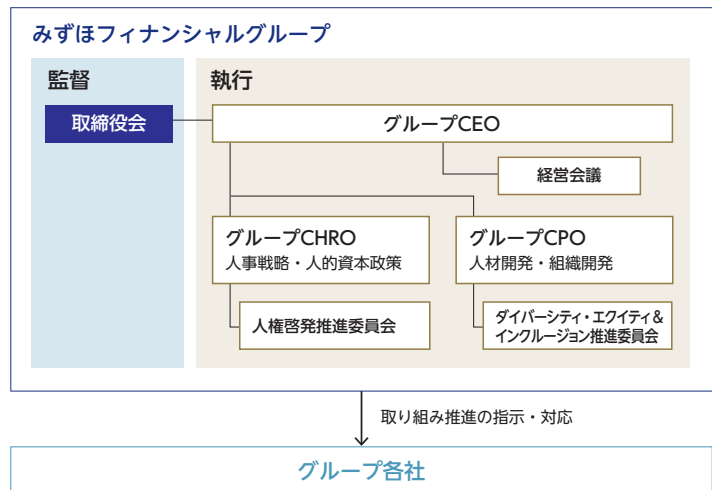 みずほフィナンシャルグループ
監督
執行
取締役会
グループCEO
経営会議
グループCHRO
人事戦略・人的資本政策
グループCPO
人材開発・組織開発
人権啓発推進委員会
ダイバーシティ・エクイティ&
インクルージョン推進委員会
取り組み推進の指示・対応
グループ各社